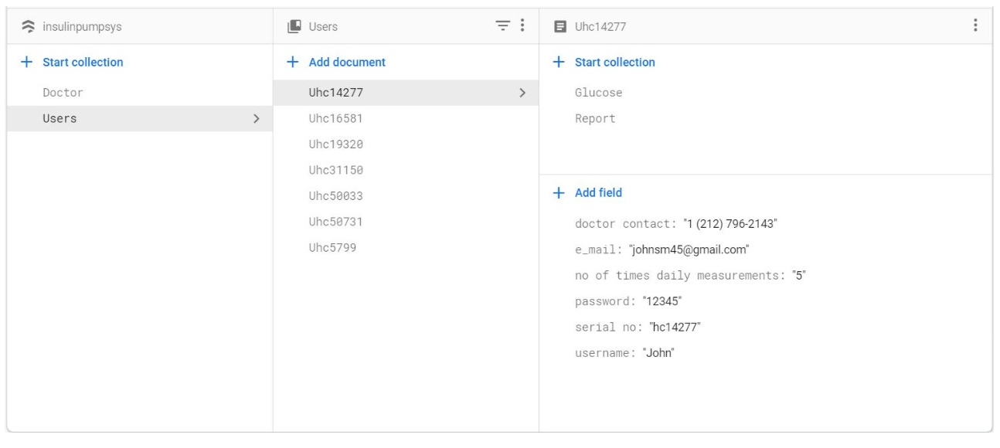 insulinpumpsys
Start collection
Doctor
Users
Users
Add document
Uhc14277
Uhc16581
Uhc19320
Uhc31150
Uhc50033
Uhc50731
Uhc5799
Uhc14277
Start collection
Glucose
Report
Add field
doctor contact: "1 (212) 796-2143"
e_mail: "johnsm45@gmail.com"
no of times daily measurements: "5"
password: "12345"
serial no: "hc14277"
username: "John"